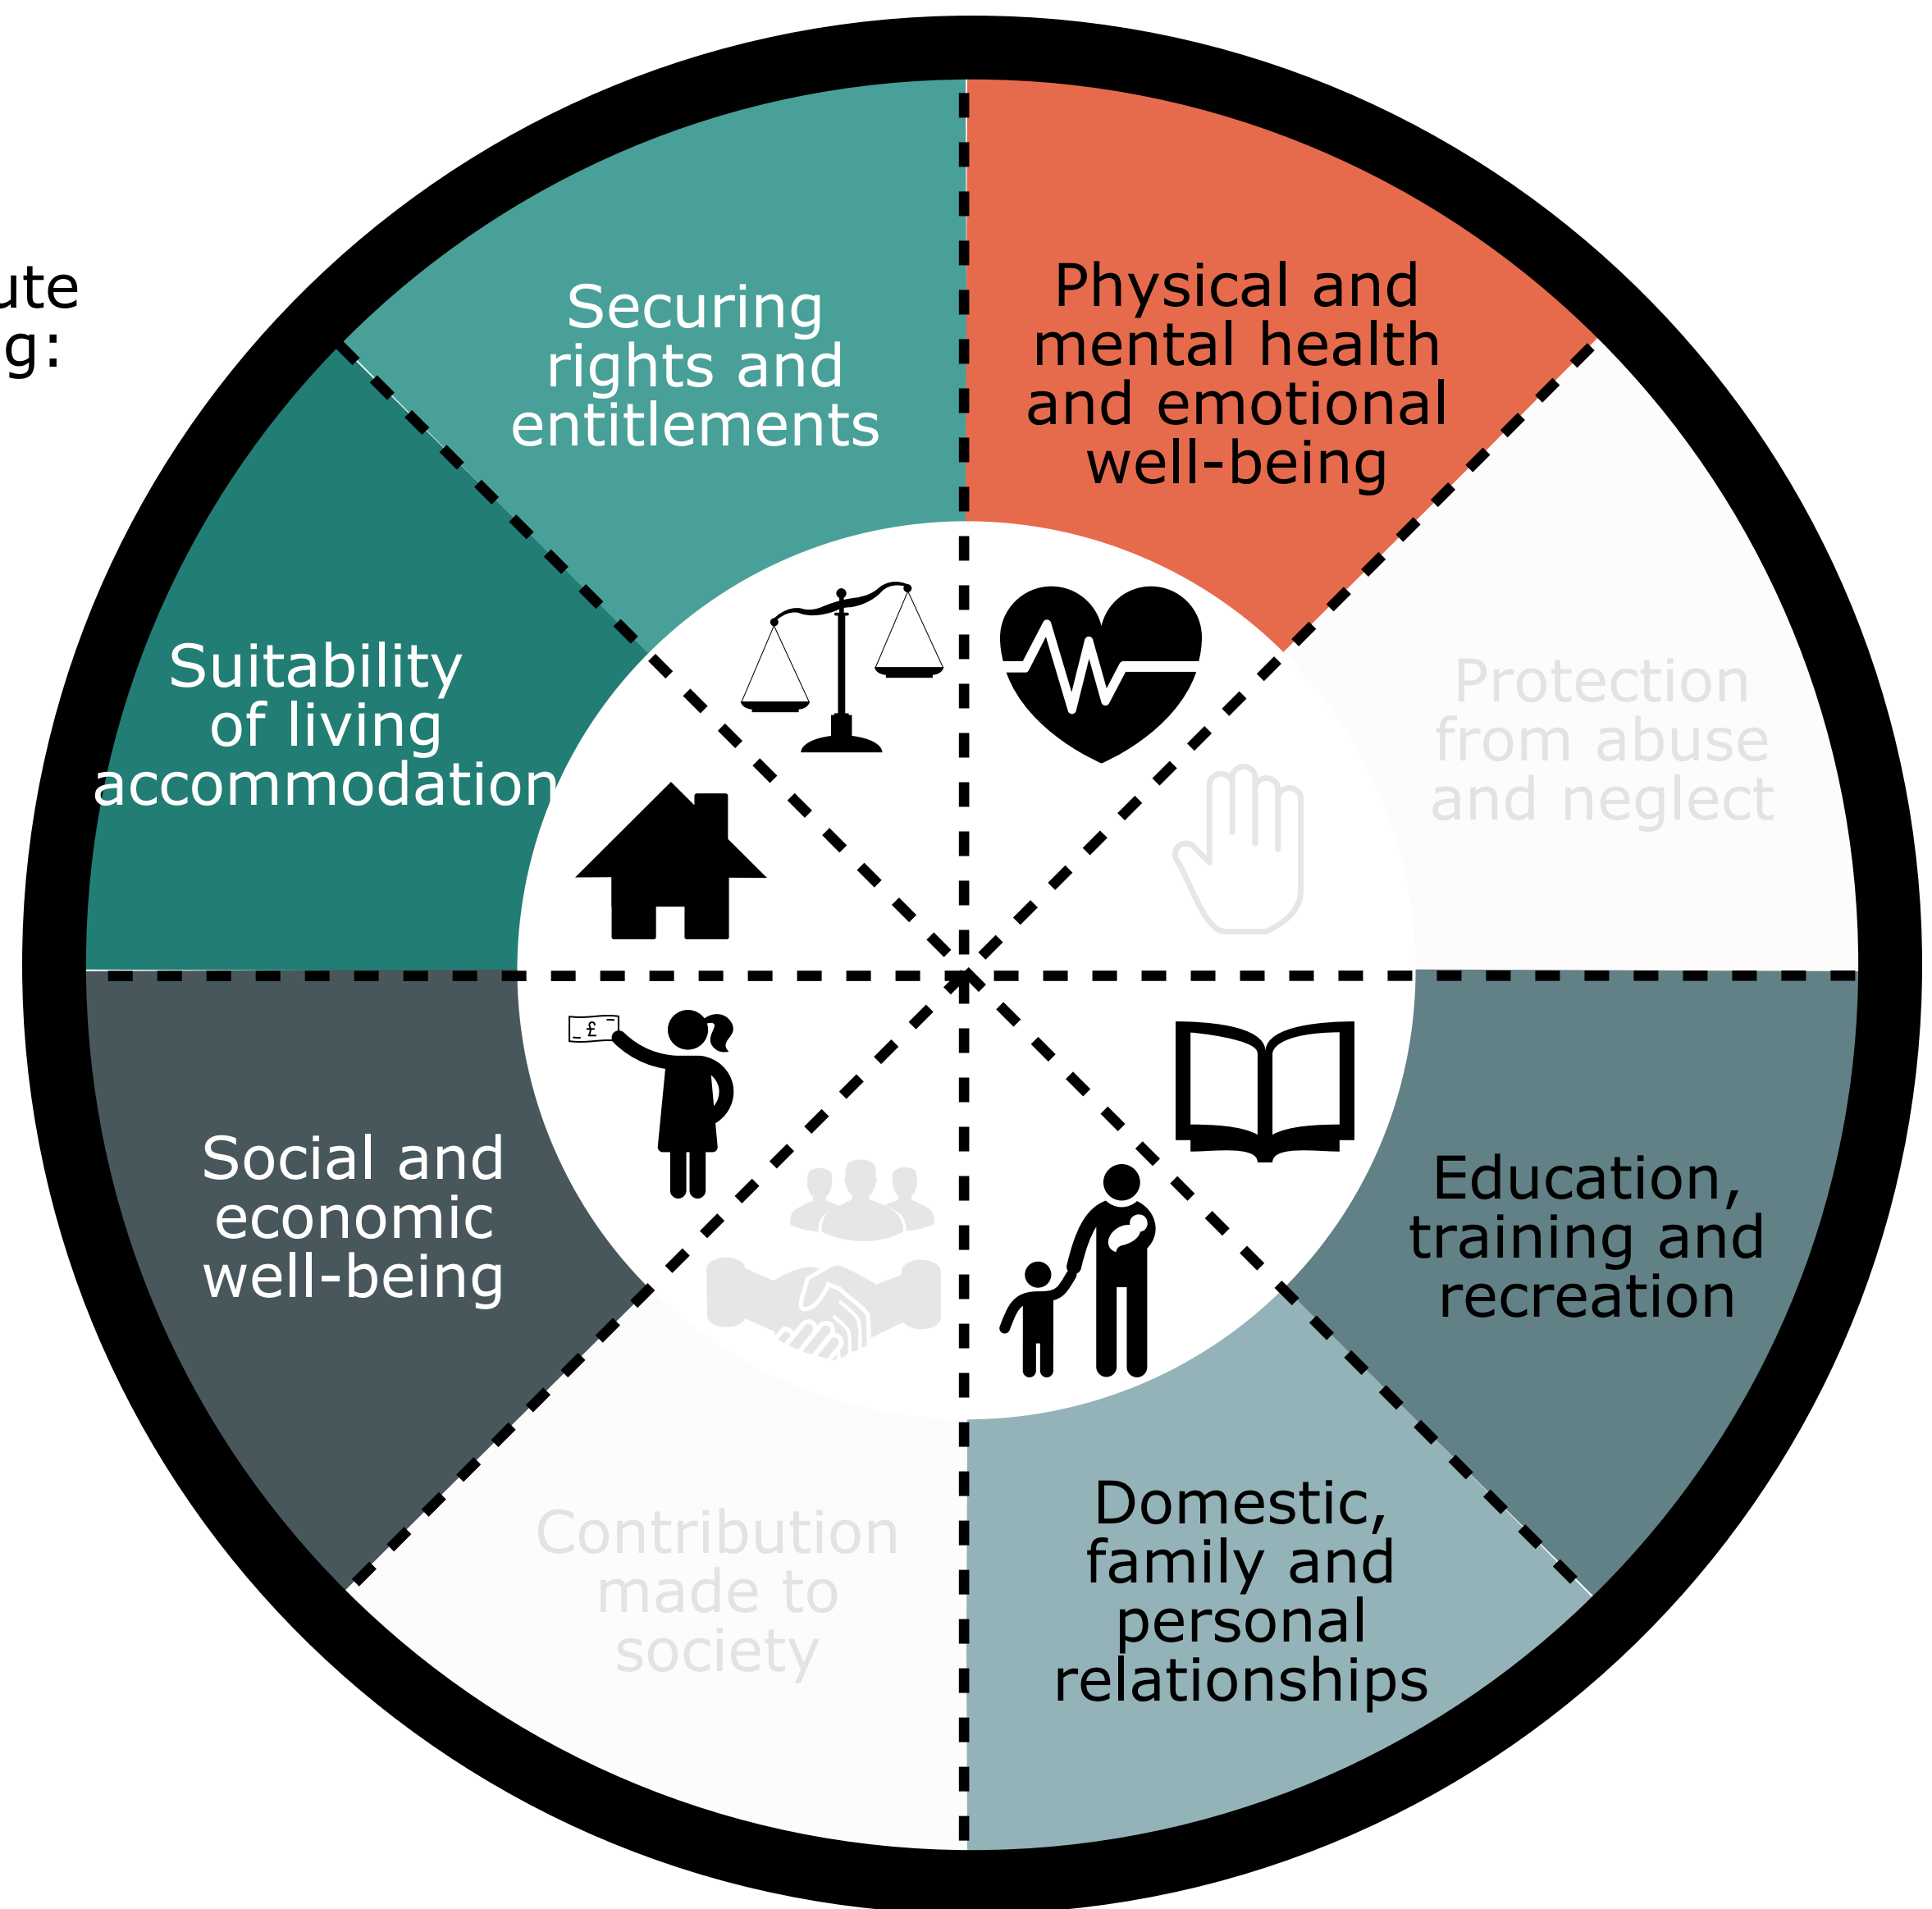 g:
Securing
rights and
entitlements
Physical and
mental health
and emotional
well-being
Suitability
of living
accommodation
Protection
from abuse
and neglect
£
Social and
economic
well-being
Education,
training and
recreation
Contribution
made to
society
Domestic,
family and
personal
relationships